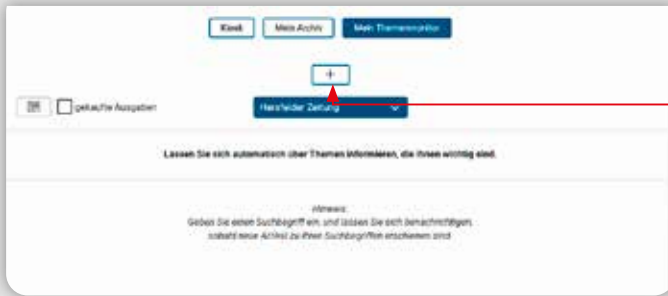 Kiosk Mein Archiv Mein Themenmonitor
+
gekaufte Ausgaben Hersfelder Zeitung
Lassen Sie sich automatisch über Themen informieren, die Ihnen wichtig sind.
Hinweis:
Geben Sie einen Suchbegriff ein, und lassen Sie sich benachrichtigen,
sobald neue Artikel zu Ihren Suchbegriffen erschienen sind.